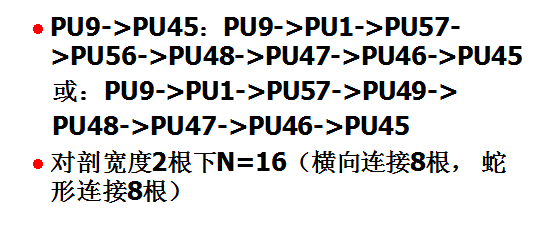 PU9->PU45：PU9->PU1->PU57-
>PU56->PU48->PU47->PU46->PU45
或：PU9->PU1->PU57->PU49->
PU48->PU47->PU46->PU45
对剖宽度2根下N=16（横向连接8根， 蛇
形连接8根）